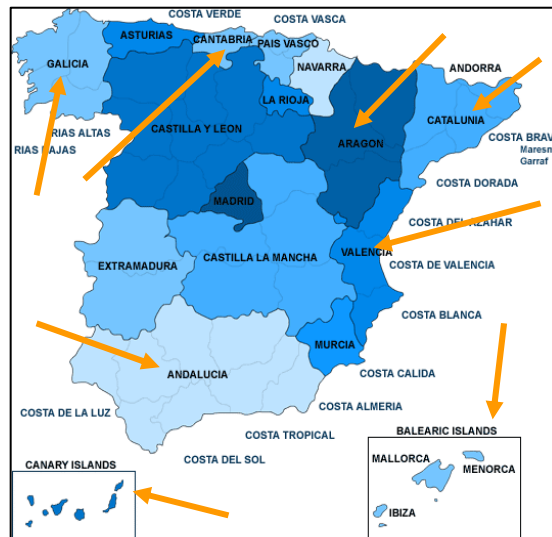 COSTA VERDE
COSTA VASCA
ASTURIAS
CANTABRIA
PAIS VASCO
GALICIA
NAVARRA
ANDORRA
LA RIOJA
CASTILLA Y LEON
ARAGON
CATALUNIA
RIAS ALTAS
RIAS BAJAS
COSTA BRAV
Maresn
Garraf
COSTA DORADA
MADRID
COSTA DEL AZAHAR
EXTRAMADURA
CASTILLA LA MANCHA
VALENCIA
COSTA DE VALENCIA
COSTA BLANCA
MURCIA
COSTA CALIDA
ANDALUCIA
COSTA DE LA LUZ
COSTA ALMERIA
COSTA TROPICAL
COSTA DEL SOL
BALEARIC ISLANDS
MALLORCA
MENORCA
IBIZA
CANARY ISLANDS